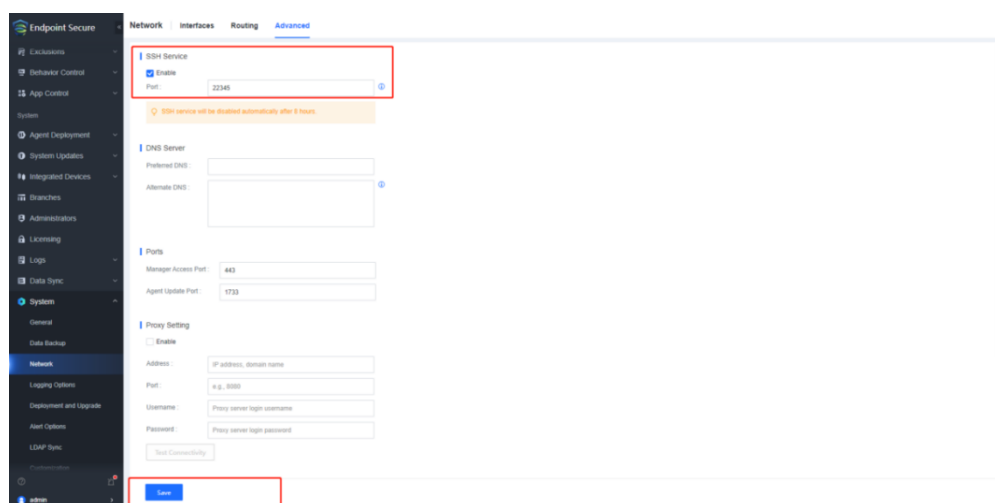 Endpoint Secure
Network Interfaces Routing Advanced
Exclusions
Behavior Control
App Control
System
Agent Deployment
System Updates
Integrated Devices
Branches
Administrators
Licensing
Logs
Data Sync
System
General
Data Backup
Network
Logging Options
Deployment and Upgrade
Alert Options
LDAP Sync
Customization
admin
SSH Service
Enable
Port : 22345
SSH service will be disabled automatically after 8 hours.
DNS Server
Preferred DNS :
Alternate DNS :
Ports
Manager Access Port : 443
Agent Update Port : 1733
Proxy Setting
Enable
Address : IP address, domain name
Port : e.g., 8080
Username : Proxy server login username
Password : Proxy server login password
Test Connectivity
Save